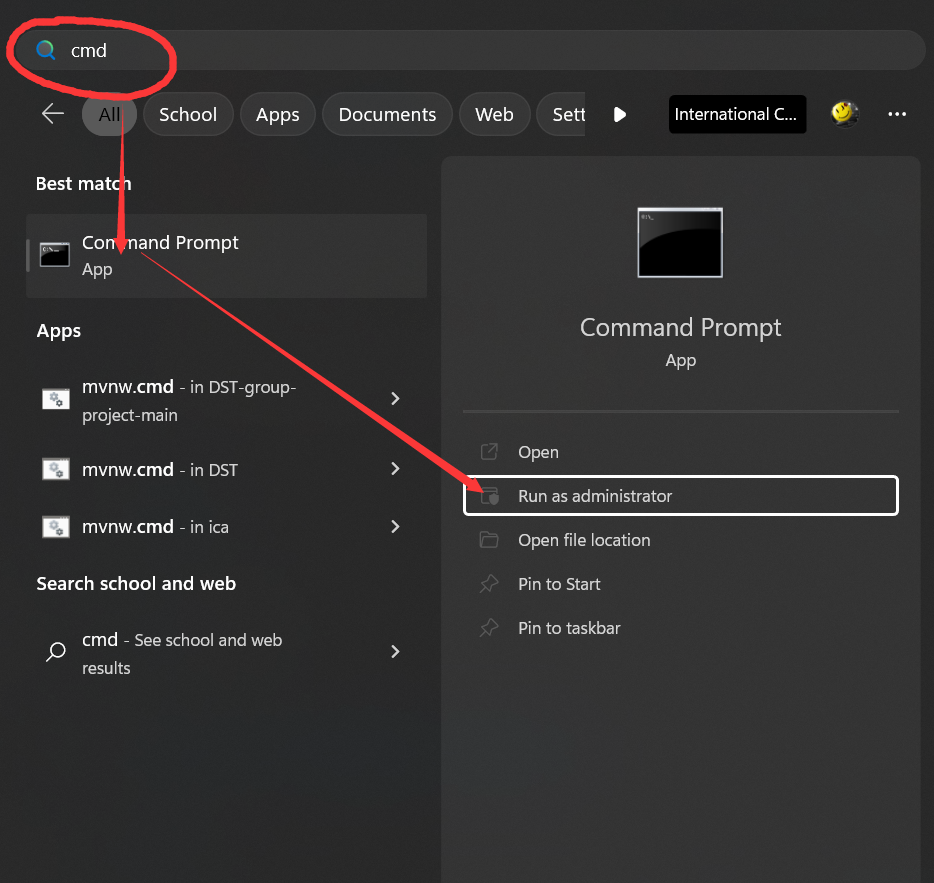 cmd
All School Apps Documents Web Sett International C...
Best match
Command Prompt
App
Apps
mvnw.cmd - in DST-group-
project-main
mvnw.cmd - in DST
mvnw.cmd - in ica
Search school and web
cmd - See school and web
results
Command Prompt
App
Open
Run as administrator
Open file location
Pin to Start
Pin to taskbar